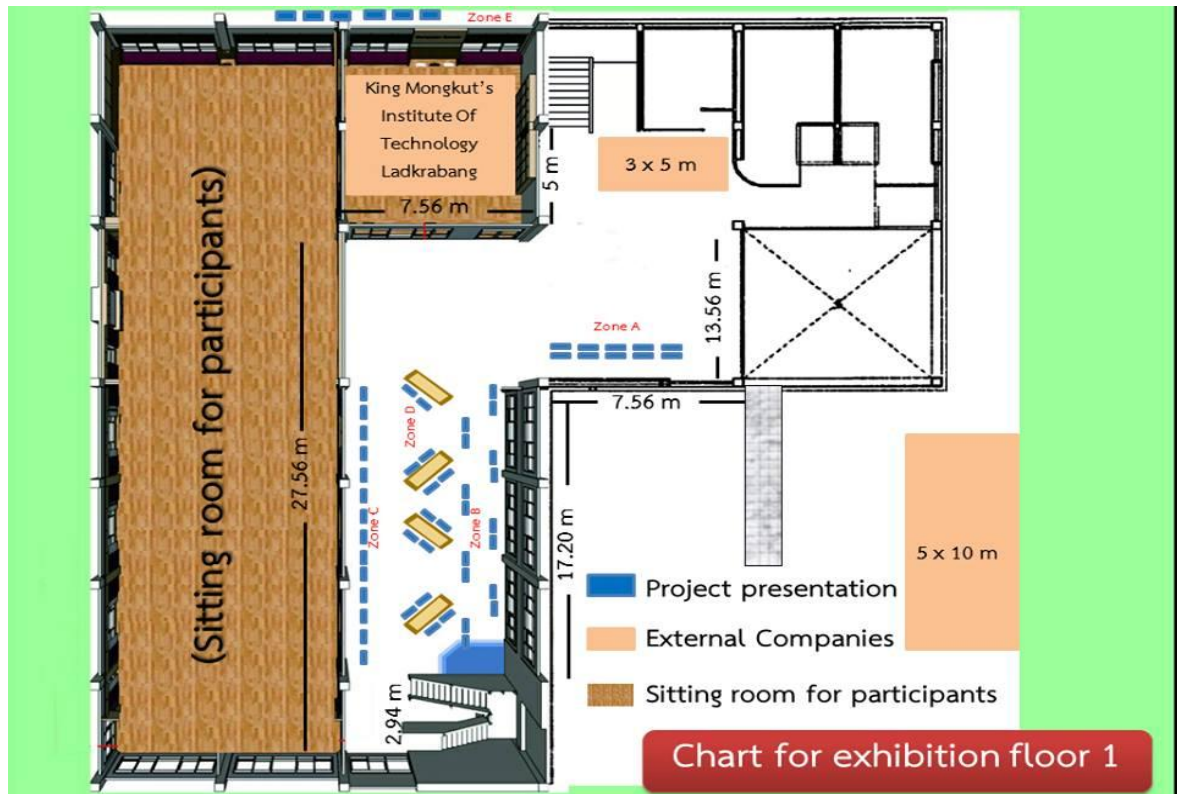 Zone E
King Mongkut's
Institute Of
Technology
Ladkrabang
7.56 m
5 m
3 x 5 m
(Sitting room for participants)
27.56 m
Zone A
13.56 m
7.56 m
Zone D
Zone C
Zone B
17.20 m
5 x 10 m
2.94 m
Project presentation
External Companies
Sitting room for participants
Chart for exhibition floor 1